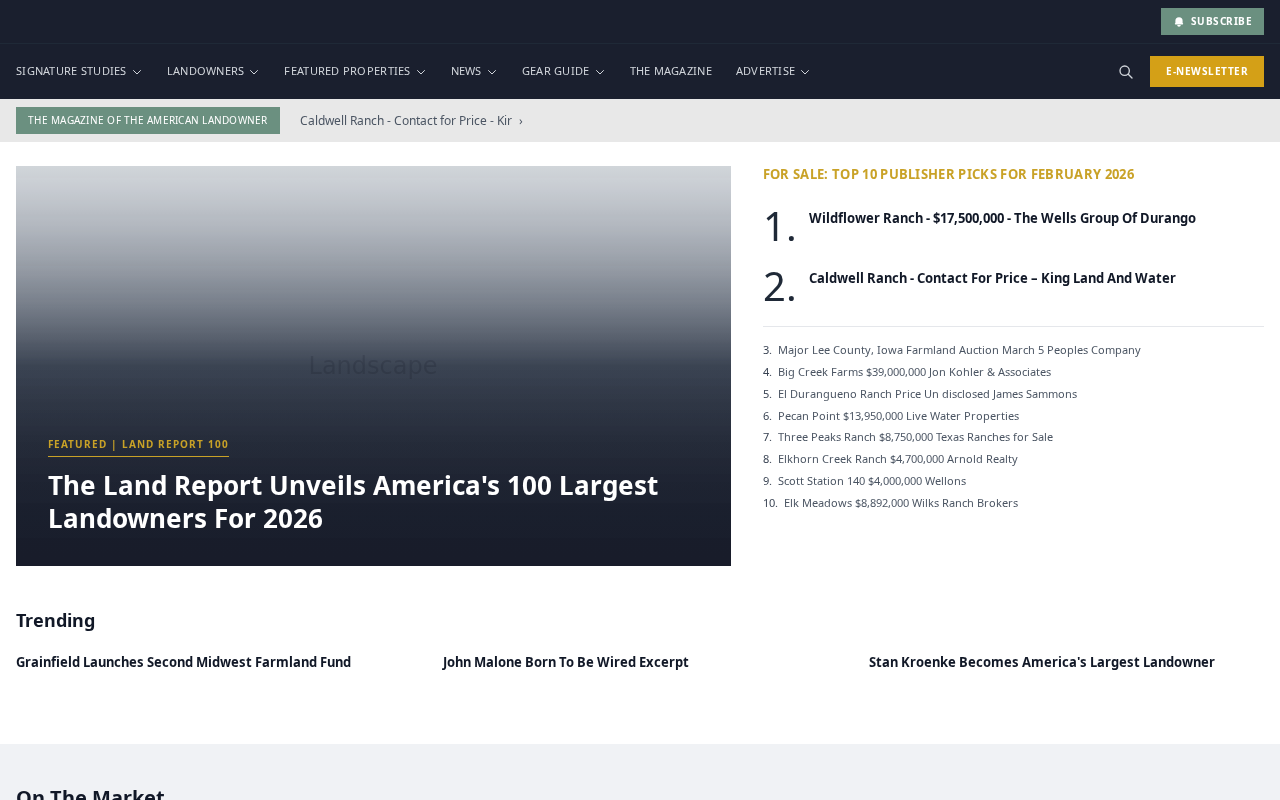 SUBSCRIBE
SIGNATURE STUDIES
LANDOWNERS
FEATURED PROPERTIES
NEWS
GEAR GUIDE
THE MAGAZINE
ADVERTISE
E-NEWSLETTER
THE MAGAZINE OF THE AMERICAN LANDOWNER
Caldwell Ranch - Contact for Price - Kir ›
Landscape
FEATURED | LAND REPORT 100
The Land Report Unveils America's 100 Largest
Landowners For 2026
FOR SALE: TOP 10 PUBLISHER PICKS FOR FEBRUARY 2026
1. Wildflower Ranch - $17,500,000 - The Wells Group Of Durango
2. Caldwell Ranch - Contact For Price – King Land And Water
3. Major Lee County, Iowa Farmland Auction March 5 Peoples Company
4. Big Creek Farms $39,000,000 Jon Kohler & Associates
5. El Durangueno Ranch Price Un disclosed James Sammons
6. Pecan Point $13,950,000 Live Water Properties
7. Three Peaks Ranch $8,750,000 Texas Ranches for Sale
8. Elkhorn Creek Ranch $4,700,000 Arnold Realty
9. Scott Station 140 $4,000,000 Wellons
10. Elk Meadows $8,892,000 Wilks Ranch Brokers
Trending
Grainfield Launches Second Midwest Farmland Fund
John Malone Born To Be Wired Excerpt
Stan Kroenke Becomes America's Largest Landowner
On The Market